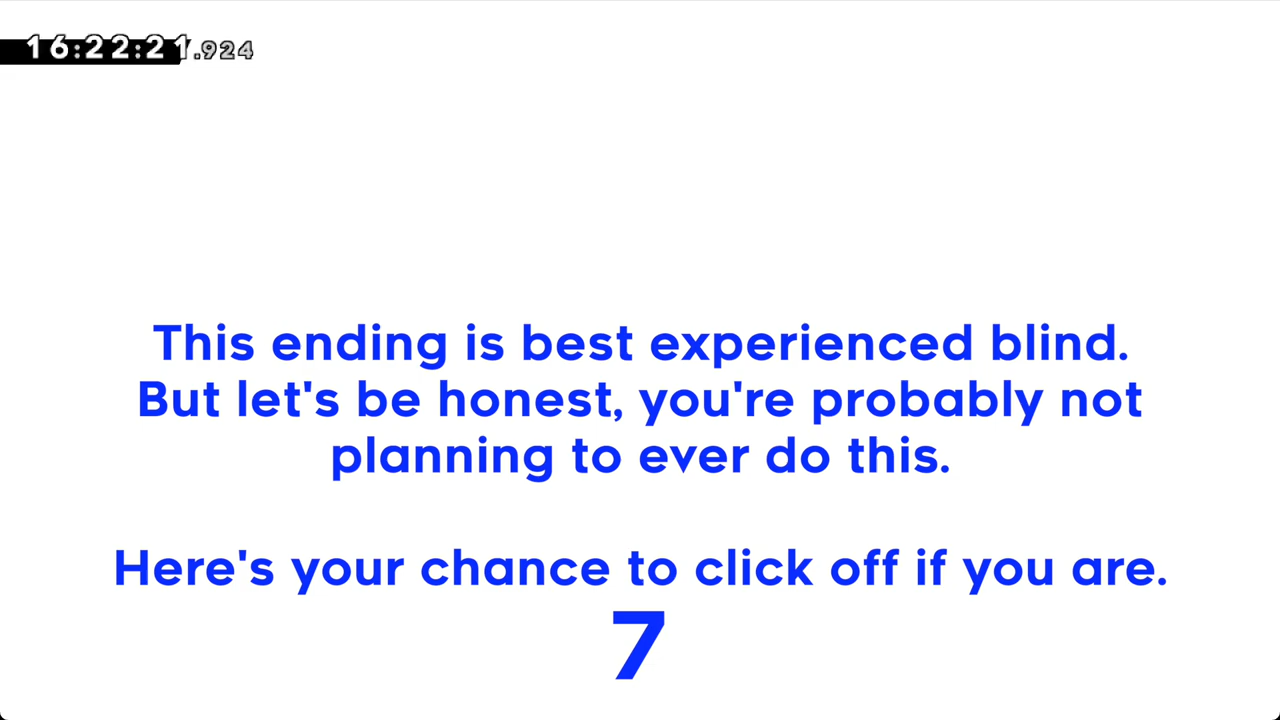 16:22:21.924
This ending is best experienced blind.
But let's be honest, you're probably not
planning to ever do this.
Here's your chance to click off if you are.
7